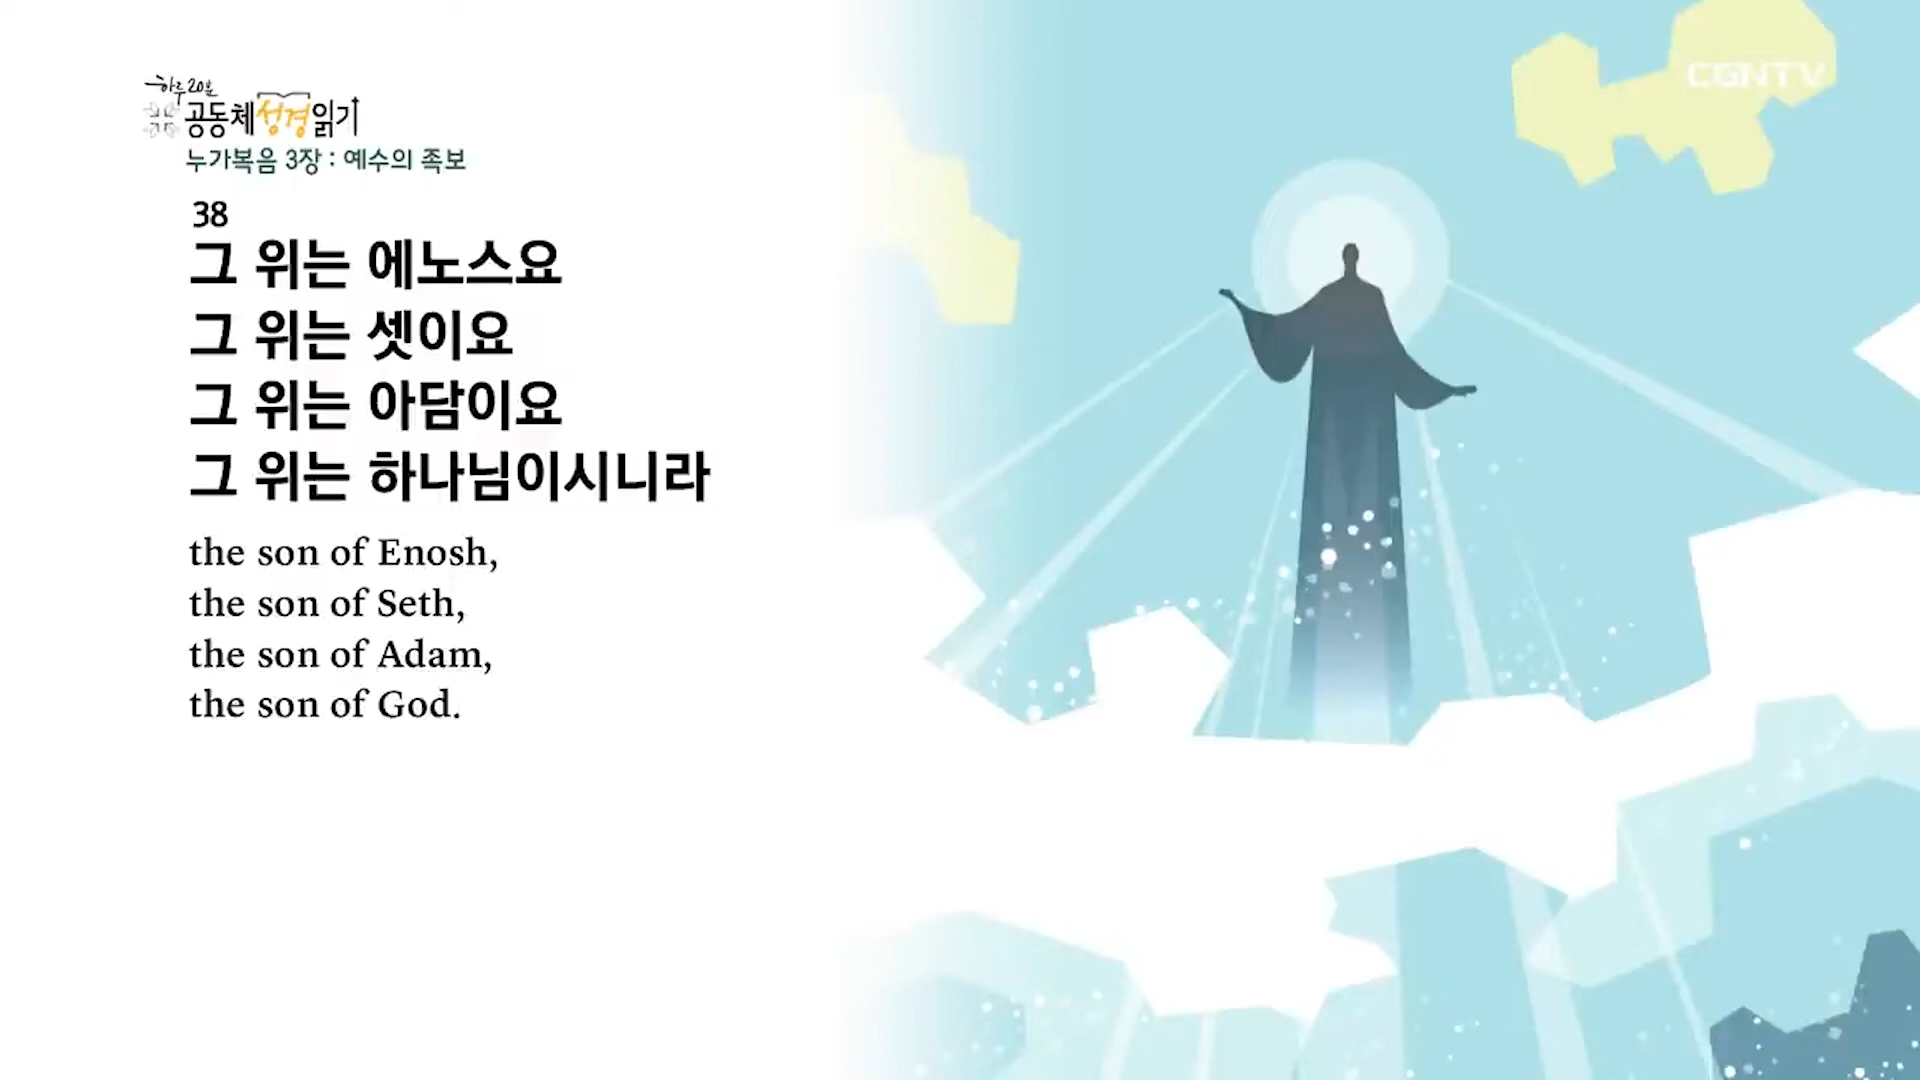 하루 20분
공동체성경읽기
누가복음 3장 : 예수의 족보
38
그 위는 에노스요
그 위는 셋이요
그 위는 아담이요
그 위는 하나님이시니라
the son of Enosh,
the son of Seth,
the son of Adam,
the son of God.
CGNTV